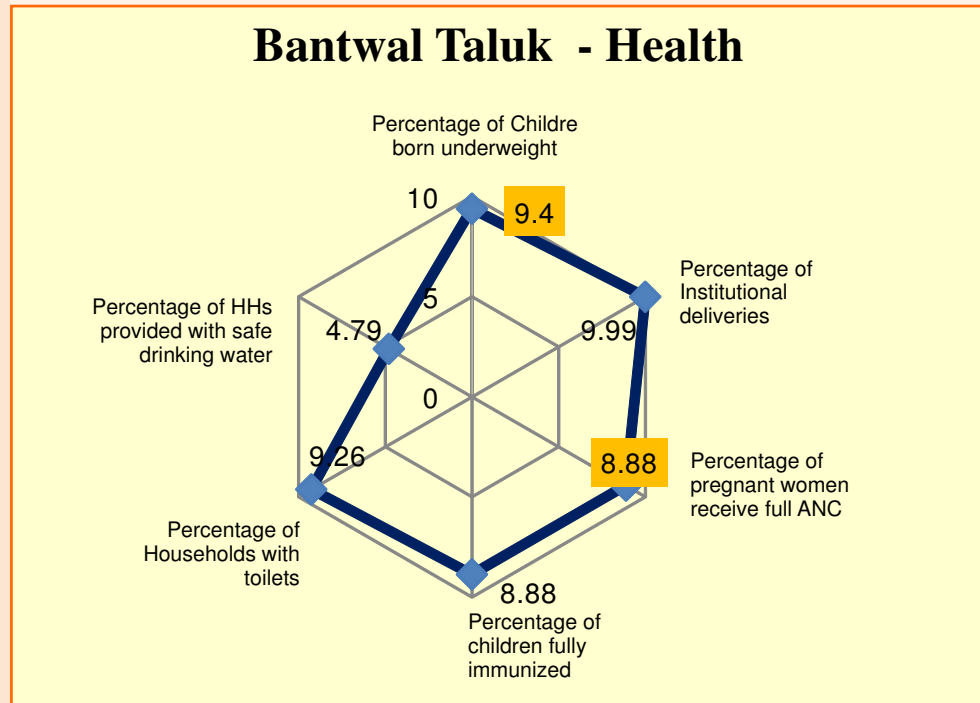 Bantwal Taluk - Health
Percentage of Childre
born underweight
10
9.4
Percentage of
Institutional
deliveries
5
Percentage of HHs
provided with safe
drinking water
4.79
9.99
0
9.26
8.88
Percentage of
pregnant women
receive full ANC
Percentage of
Households with
toilets
8.88
Percentage of
children fully
immunized